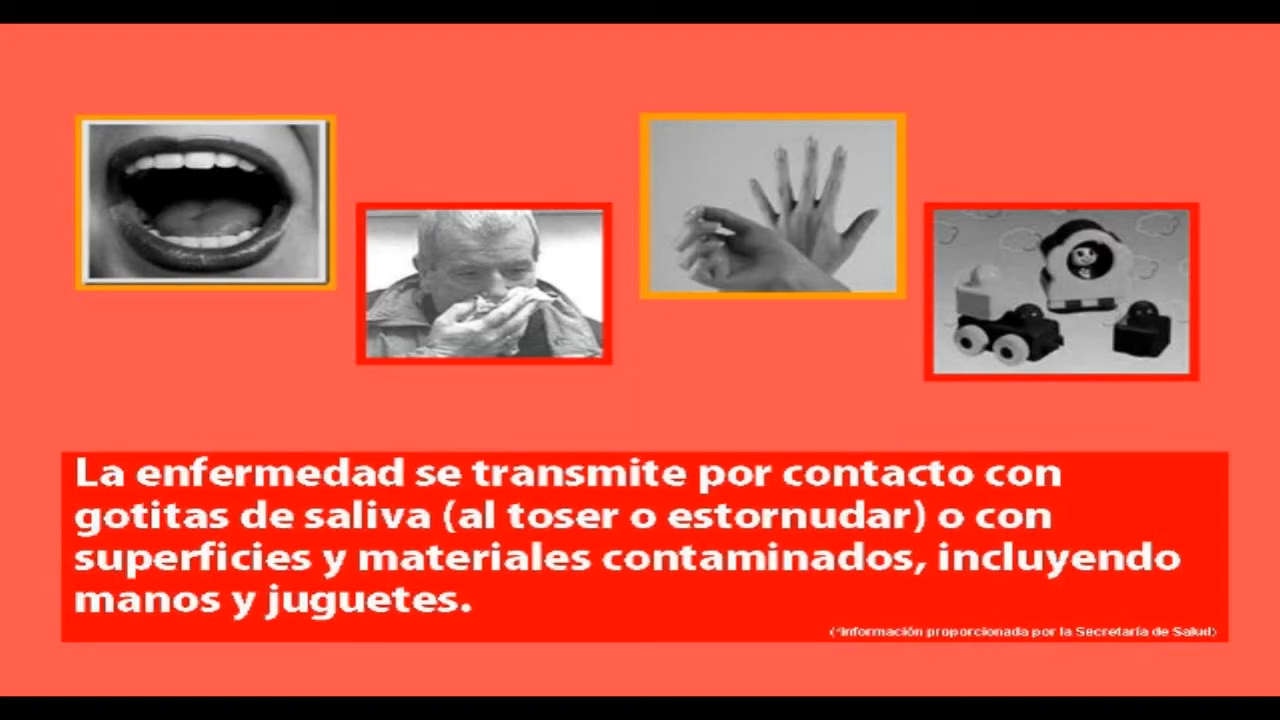 La enfermedad se transmite por contacto con
gotitas de saliva (al toser o estornudar) o con
superficies y materiales contaminados, incluyendo
manos y juguetes.
(*Información proporcionada por la Secretaría de Salud)